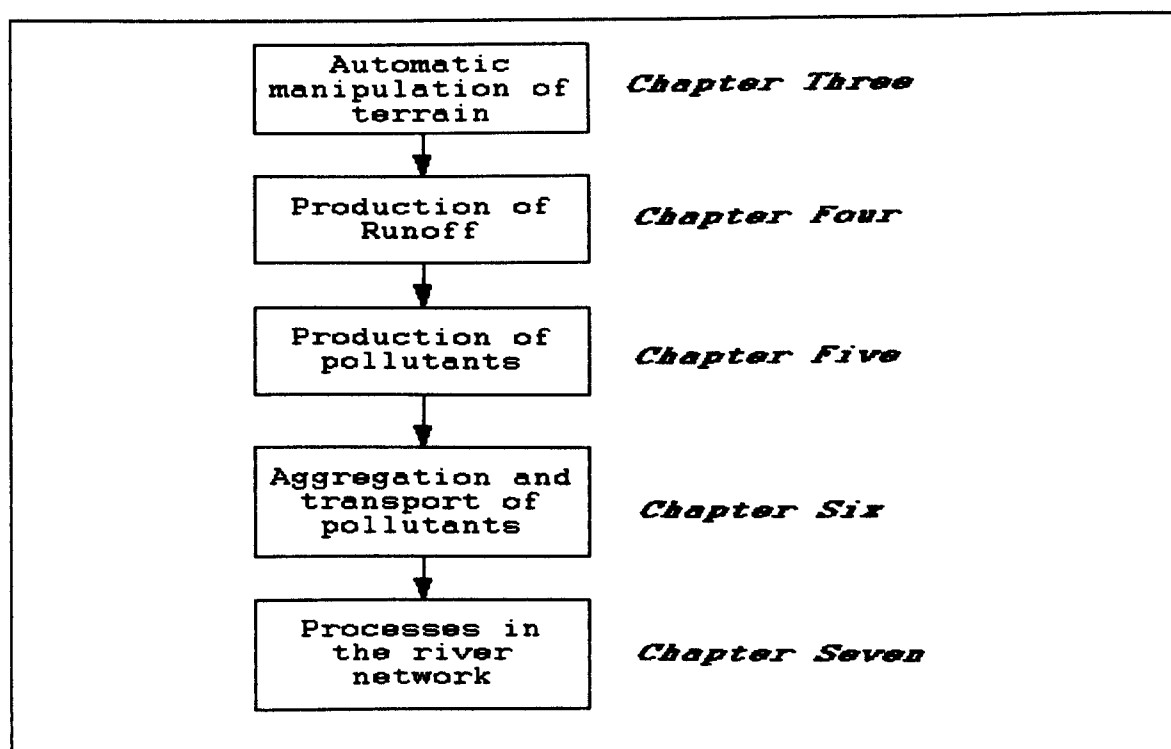 Automatic
manipulation of
terrain
Chapter Three
Production of
Runoff
Chapter Four
Production of
pollutants
Chapter Five
Aggregation and
transport of
pollutants
Chapter Six
Processes in
the river
network
Chapter Seven